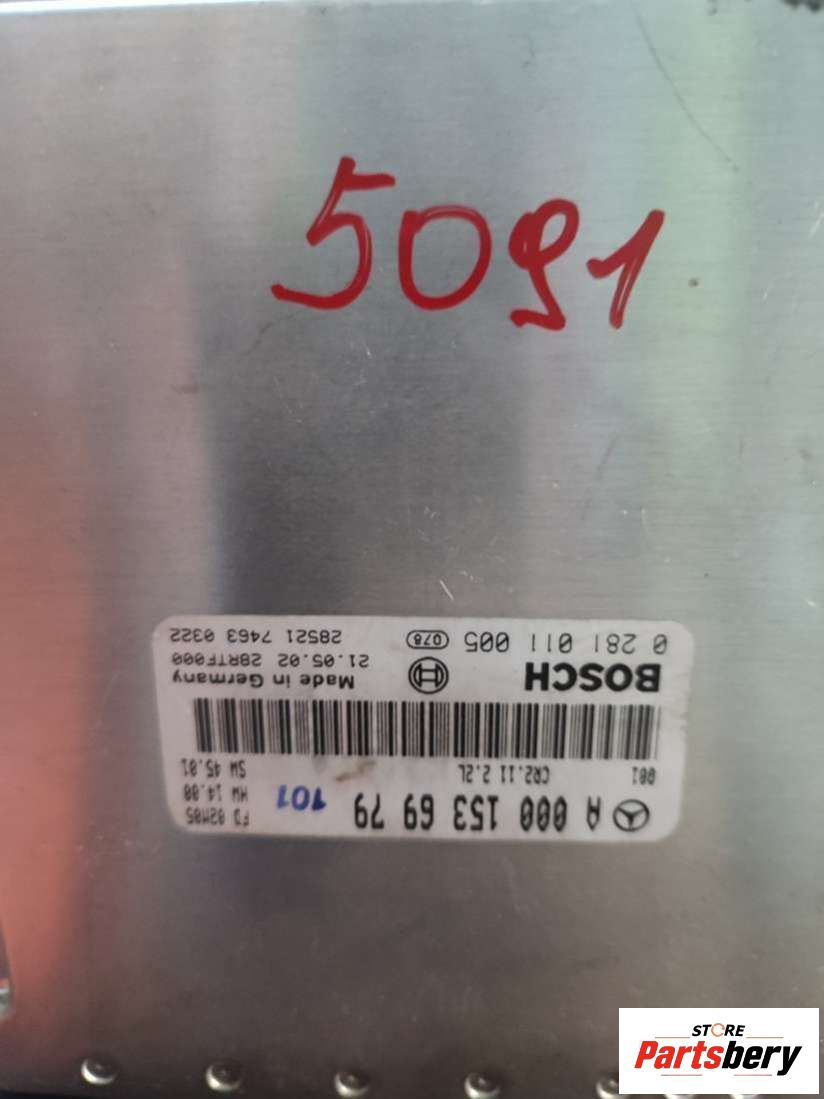 5091
A 000 153 69 79 101 FD 02M05
HW 14.00
001 CR2.11 2.2L SW 45.01
BOSCH Made in Germany
21.05.02 28RTF000
0 281 011 005 078 28521 7463 0322
STORE
Partsbery